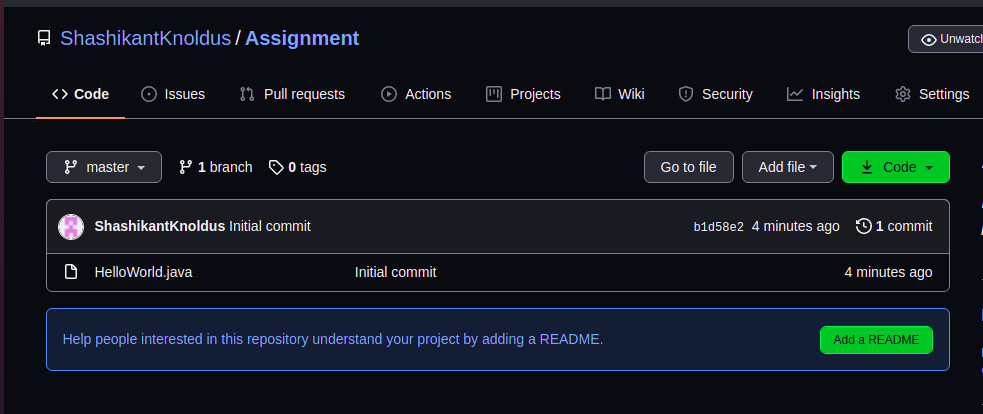 ShashikantKnoldus / Assignment
Unwatch
Code Issues Pull requests Actions Projects Wiki Security Insights Settings
master 1 branch 0 tags Go to file Add file Code
ShashikantKnoldus Initial commit b1d58e2 4 minutes ago 1 commit
HelloWorld.java Initial commit 4 minutes ago
Help people interested in this repository understand your project by adding a README. Add a README